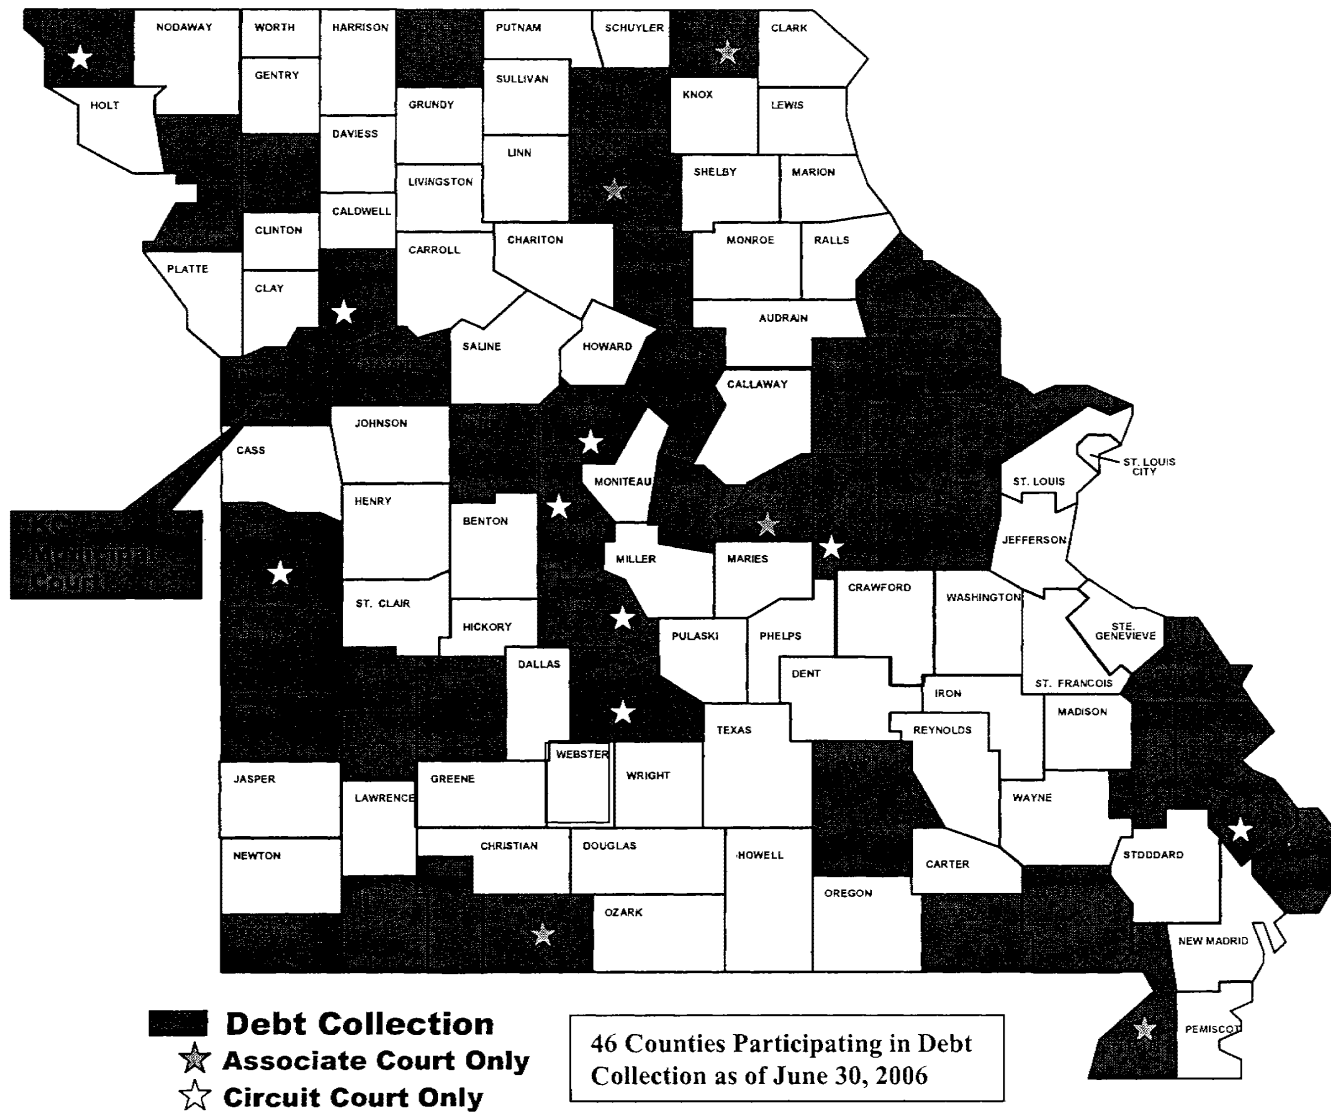 NODAWAY
WORTH
HARRISON
PUTNAM
SCHUYLER
CLARK
GENTRY
SULLIVAN
HOLT
GRUNDY
KNOX
LEWIS
DAVIESS
LINN
SHELBY
MARION
LIVINGSTON
CALDWELL
CLINTON
CARROLL
CHARITON
MONROE
RALLS
PLATTE
CLAY
AUDRAIN
SALINE
HOWARD
CALLAWAY
JOHNSON
CASS
ST. LOUIS
CITY
MONITEAU
ST. LOUIS
HENRY
BENTON
KC
Municipal
Court
JEFFERSON
MILLER
MARIES
CRAWFORD
WASHINGTON
ST. CLAIR
HICKORY
PULASKI
PHELPS
STE.
GENEVIEVE
DALLAS
DENT
ST. FRANCOIS
IRON
MADISON
TEXAS
REYNOLDS
WEBSTER
JASPER
GREENE
WRIGHT
LAWRENCE
WAYNE
NEWTON
CHRISTIAN
DOUGLAS
HOWELL
STODDARD
CARTER
OREGON
OZARK
NEW MADRID
PEMISCOT
Debt Collection
Associate Court Only
Circuit Court Only
46 Counties Participating in Debt
Collection as of June 30, 2006